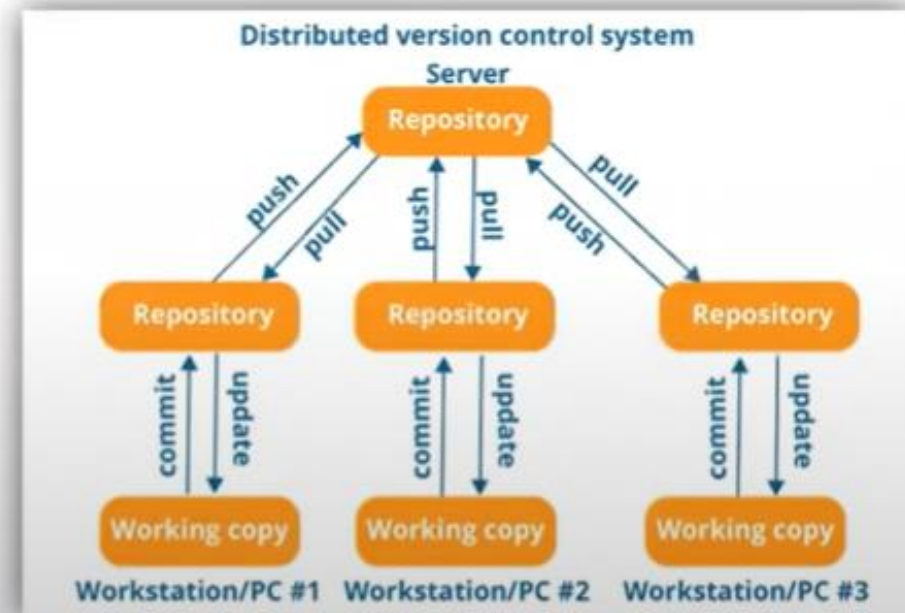 Distributed version control system
Server
Repository
push
pull
push
pull
push
pull
Repository
Repository
Repository
commit
update
commit
update
commit
update
Working copy
Working copy
Working copy
Workstation/PC #1
Workstation/PC #2
Workstation/PC #3